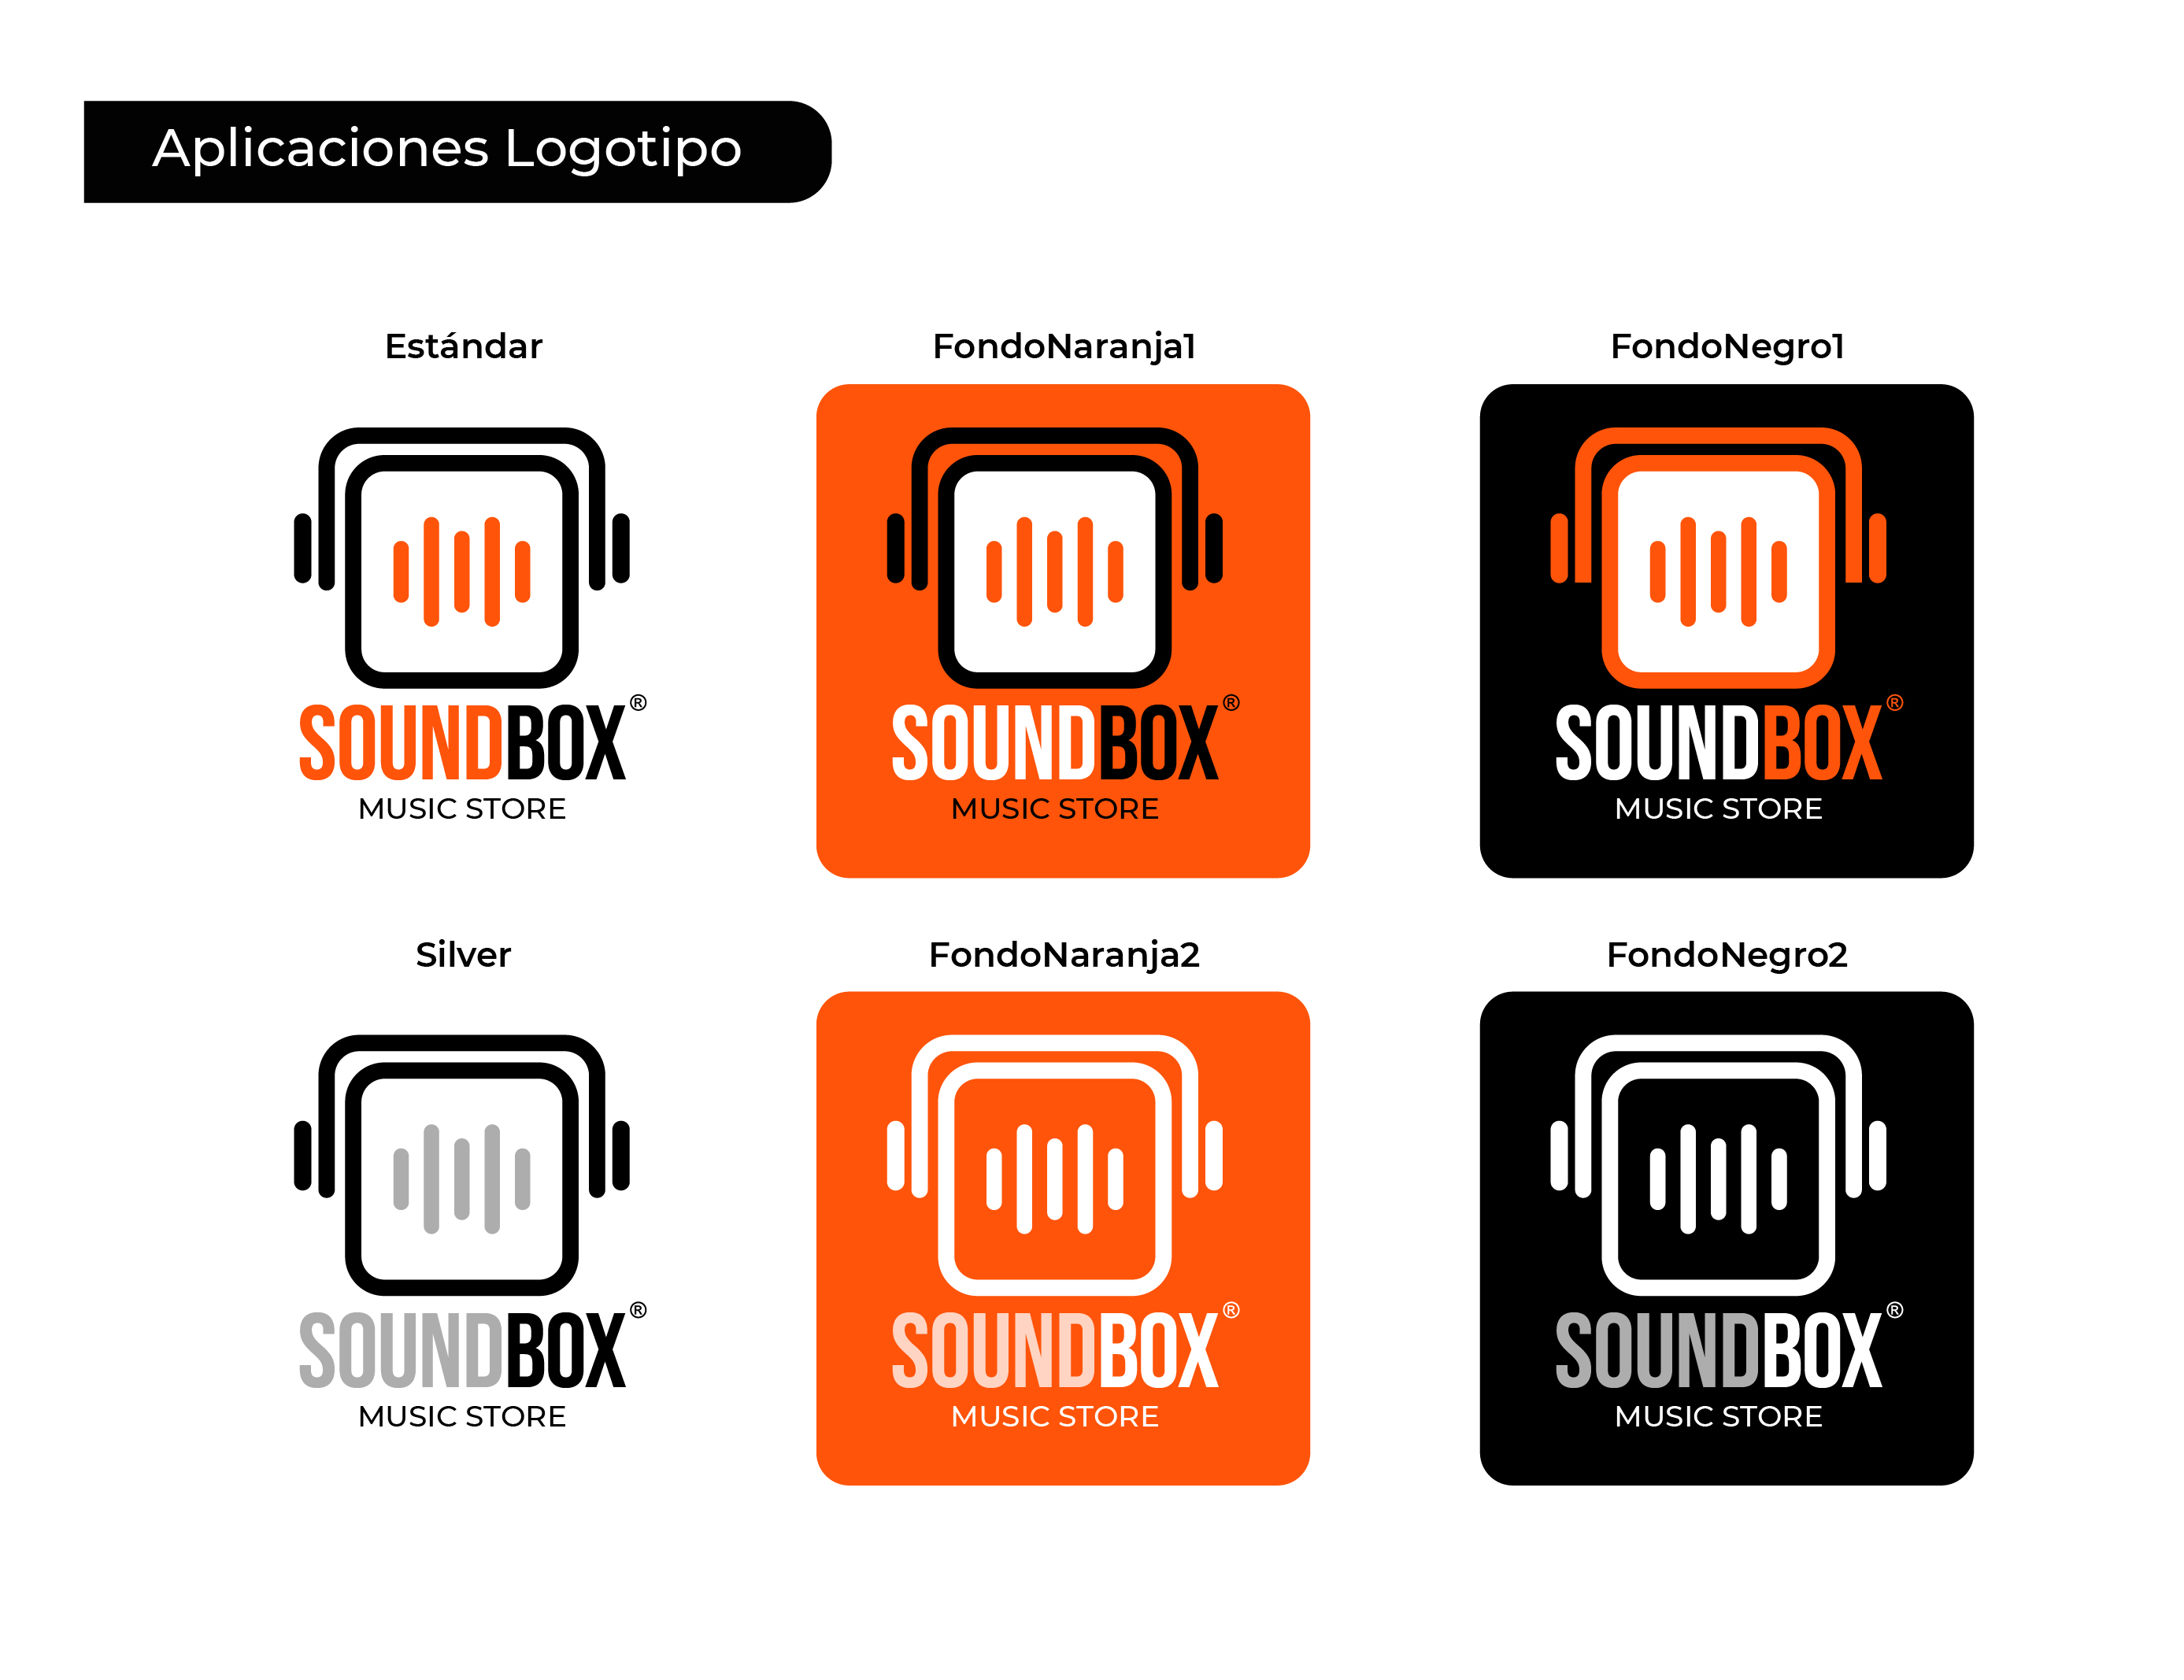 Aplicaciones Logotipo
Estándar
FondoNaranja1
FondoNegro1
SOUNDBOX®
MUSIC STORE
SOUNDBOX®
MUSIC STORE
SOUNDBOX®
MUSIC STORE
Silver
FondoNaranja2
FondoNegro2
SOUNDBOX®
MUSIC STORE
SOUNDBOX®
MUSIC STORE
SOUNDBOX®
MUSIC STORE